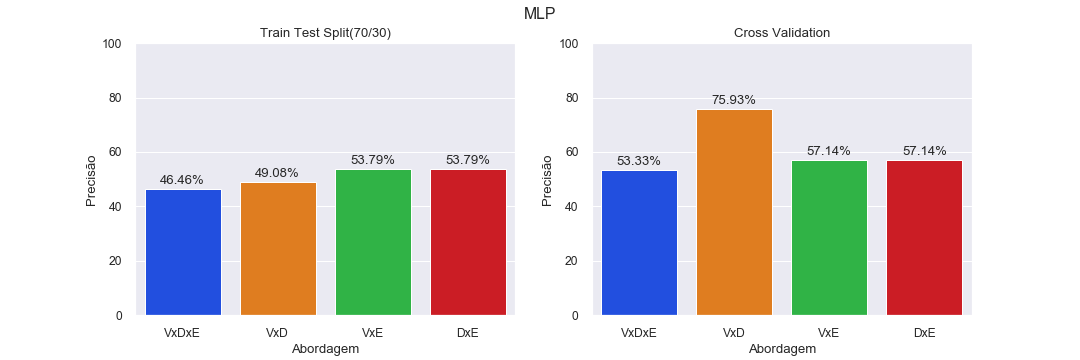 MLP
Train Test Split(70/30)
Precisão
100
80
60
40
20
0
46.46%
49.08%
53.79%
53.79%
VxDxE
VxD
VxE
DxE
Abordagem
Cross Validation
Precisão
100
80
60
40
20
0
53.33%
75.93%
57.14%
57.14%
VxDxE
VxD
VxE
DxE
Abordagem